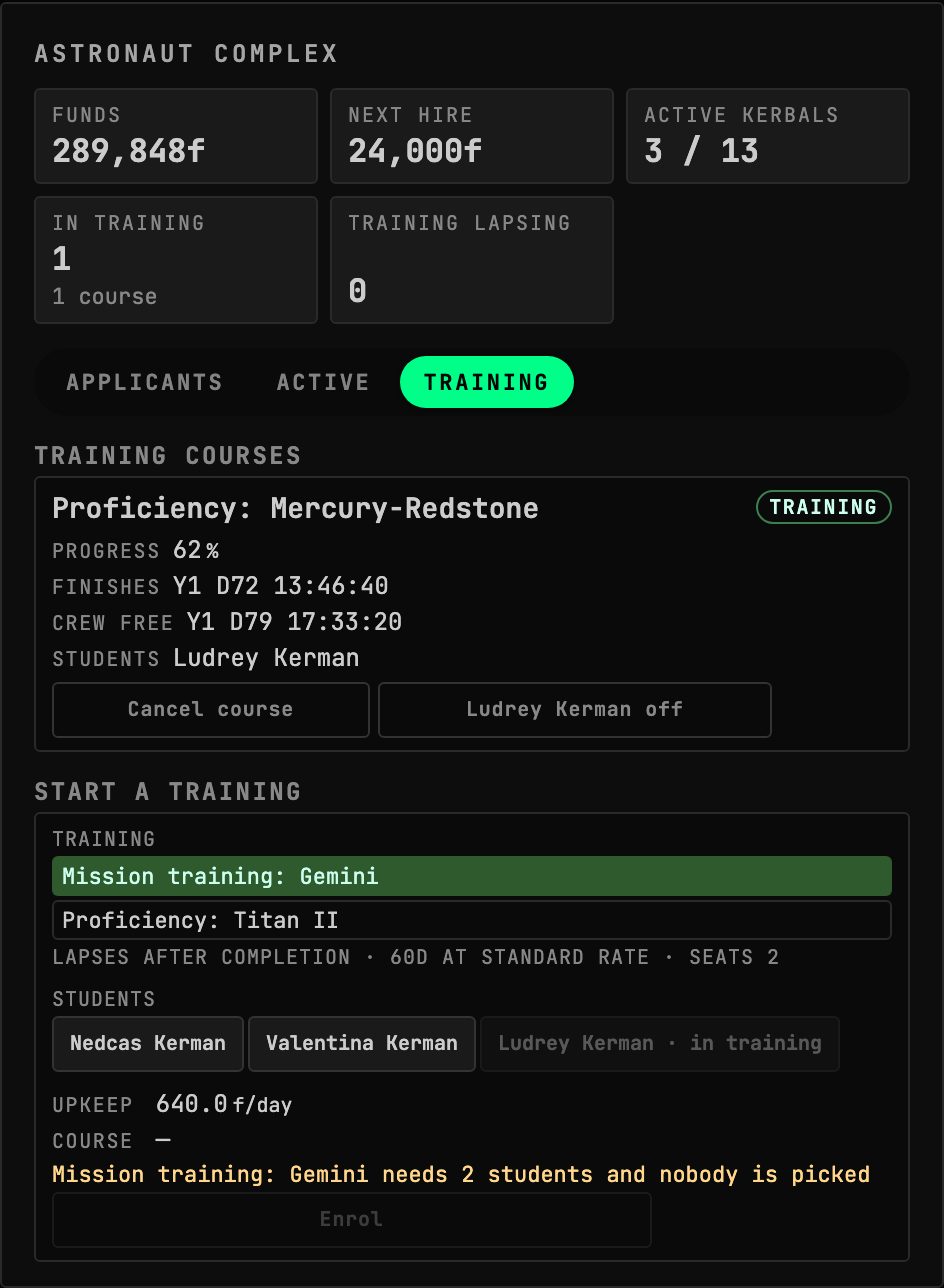 ASTRONAUT COMPLEX
FUNDS
289,848f
NEXT HIRE
24,000f
ACTIVE KERBALS
3 / 13
IN TRAINING
1
1 course
TRAINING LAPSING
0
APPLICANTS ACTIVE TRAINING
TRAINING COURSES
Proficiency: Mercury-Redstone TRAINING
PROGRESS 62%
FINISHES Y1 D72 13:46:40
CREW FREE Y1 D79 17:33:20
STUDENTS Ludrey Kerman
Cancel course Ludrey Kerman off
START A TRAINING
TRAINING
Mission training: Gemini
Proficiency: Titan II
LAPSES AFTER COMPLETION · 60D AT STANDARD RATE · SEATS 2
STUDENTS
Nedcas Kerman Valentina Kerman Ludrey Kerman · in training
UPKEEP 640.0f/day
COURSE —
Mission training: Gemini needs 2 students and nobody is picked
Enrol